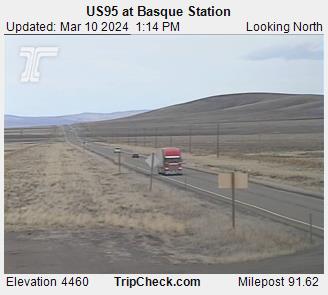 US95 at Basque Station
Updated: Mar 10 2024 1:14 PM Looking North
Elevation 4460 TripCheck.com Milepost 91.62